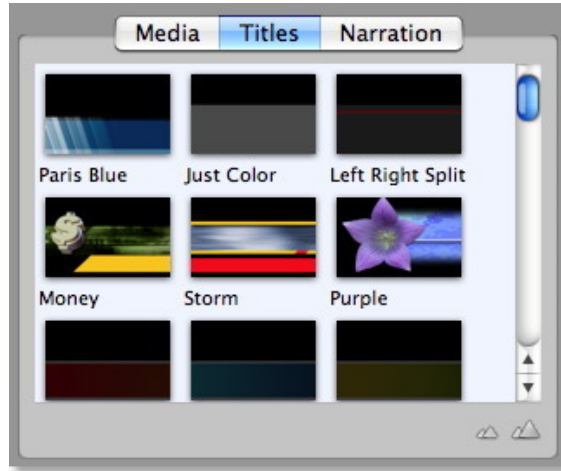 Media Titles Narration
Paris Blue Just Color Left Right Split
Money Storm Purple